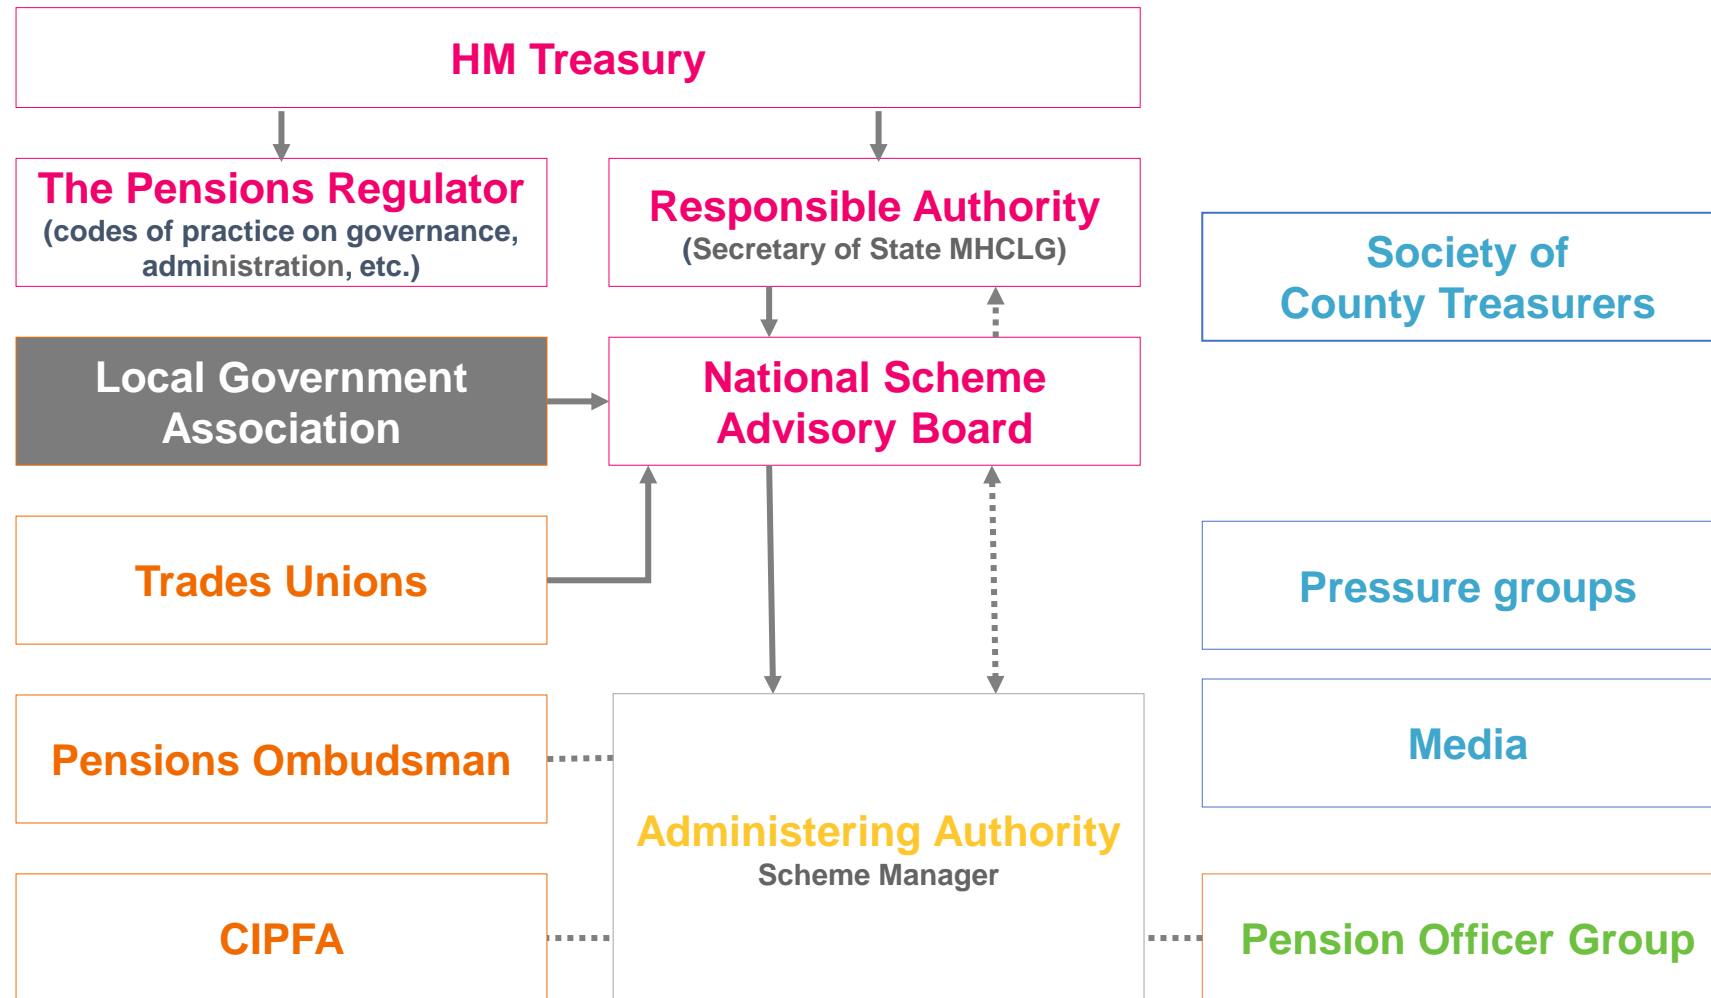 HM Treasury
The Pensions Regulator
(codes of practice on governance,
administration, etc.)
Responsible Authority
(Secretary of State MHCLG)
Society of
County Treasurers
Local Government
Association
National Scheme
Advisory Board
Trades Unions
Pressure groups
Pensions Ombudsman
Media
Administering Authority
Scheme Manager
CIPFA
Pension Officer Group